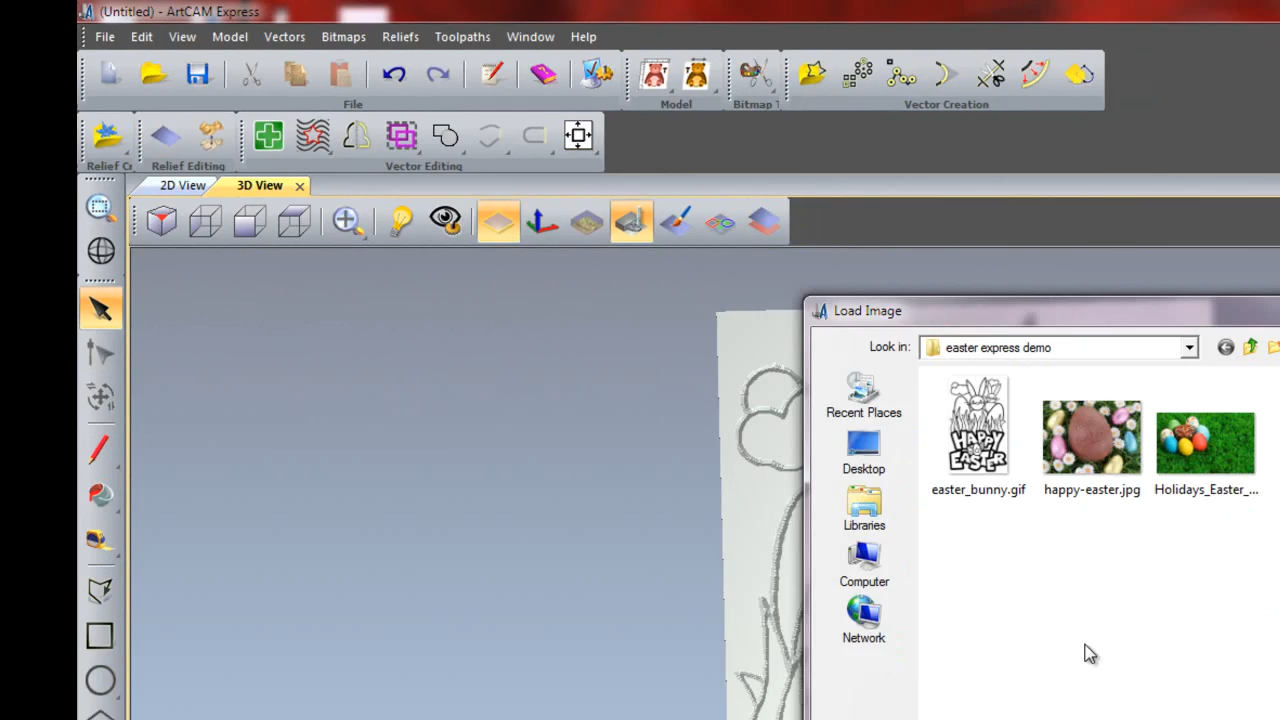 (Untitled) - ArtCAM Express
File Edit View Model Vectors Bitmaps Reliefs Toolpaths Window Help
File Model Bitmap Vector Creation
Relief Cr Relief Editing Vector Editing
2D View 3D View
Load Image
Look in: easter express demo
Recent Places
Desktop
Libraries
Computer
Network
HAPPY
EASTER
easter_bunny.gif happy-easter.jpg Holidays_Easter_...